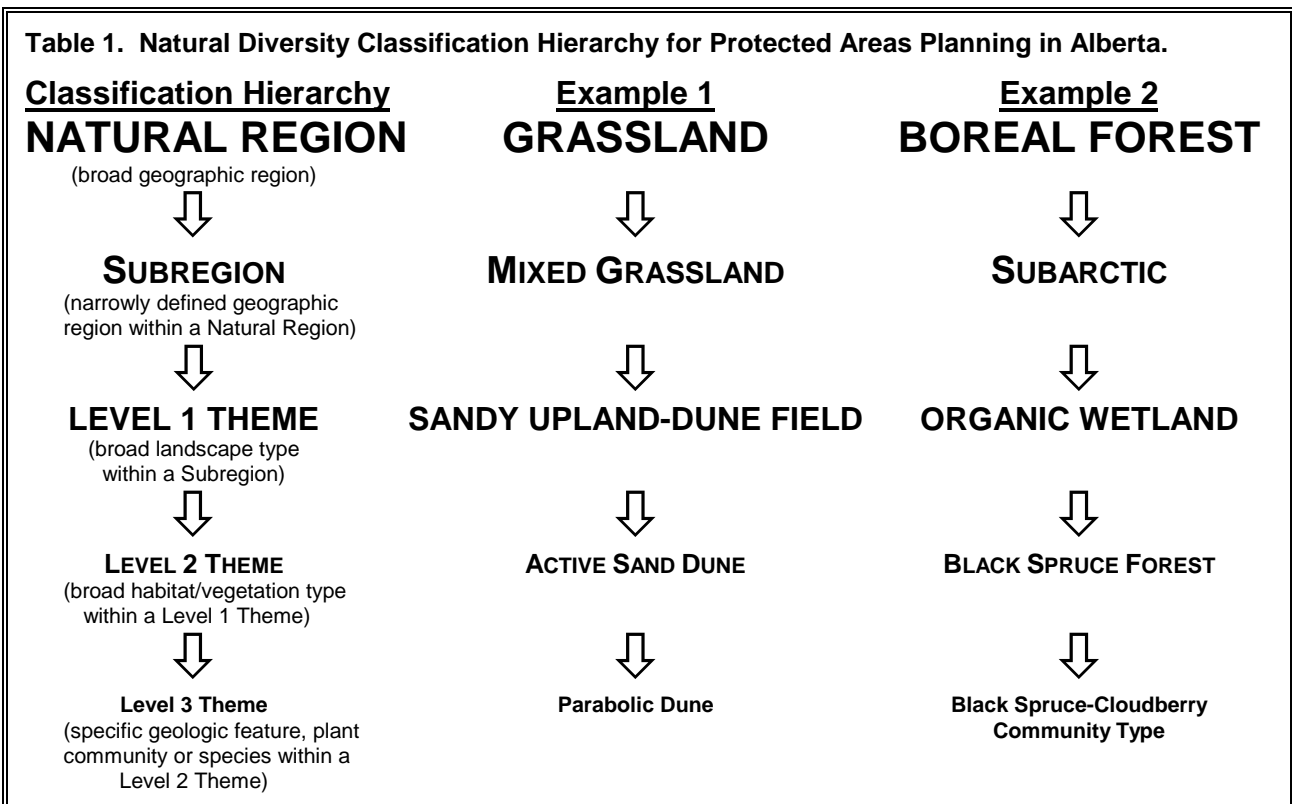 Table 1. Natural Diversity Classification Hierarchy for Protected Areas Planning in Alberta.
Classification Hierarchy Example 1 Example 2
NATURAL REGION GRASSLAND BOREAL FOREST
(broad geographic region)
SUBREGION MIXED GRASSLAND SUBARCTIC
(narrowly defined geographic
region within a Natural Region)
LEVEL 1 THEME SANDY UPLAND-DUNE FIELD ORGANIC WETLAND
(broad landscape type
within a Subregion)
LEVEL 2 THEME ACTIVE SAND DUNE BLACK SPRUCE FOREST
(broad habitat/vegetation type
within a Level 1 Theme)
Level 3 Theme Parabolic Dune Black Spruce-Cloudberry
(specific geologic feature, plant Community Type
community or species within a
Level 2 Theme)